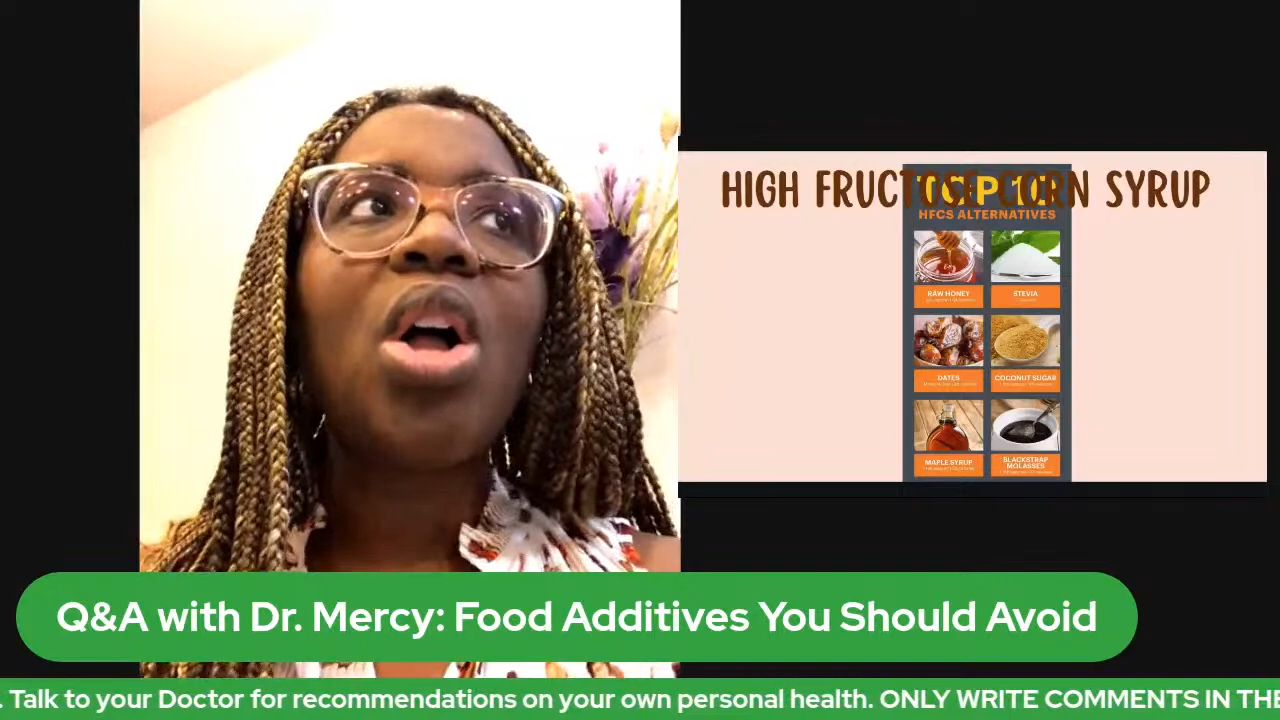 HIGH FRUCTOSE CORN SYRUP
TOP 10
HFCS ALTERNATIVES
RAW HONEY
STEVIA
DATES
COCONUT SUGAR
MAPLE SYRUP
BLACKSTRAP
MOLASSES
Q&A with Dr. Mercy: Food Additives You Should Avoid
. Talk to your Doctor for recommendations on your own personal health. ONLY WRITE COMMENTS IN THE